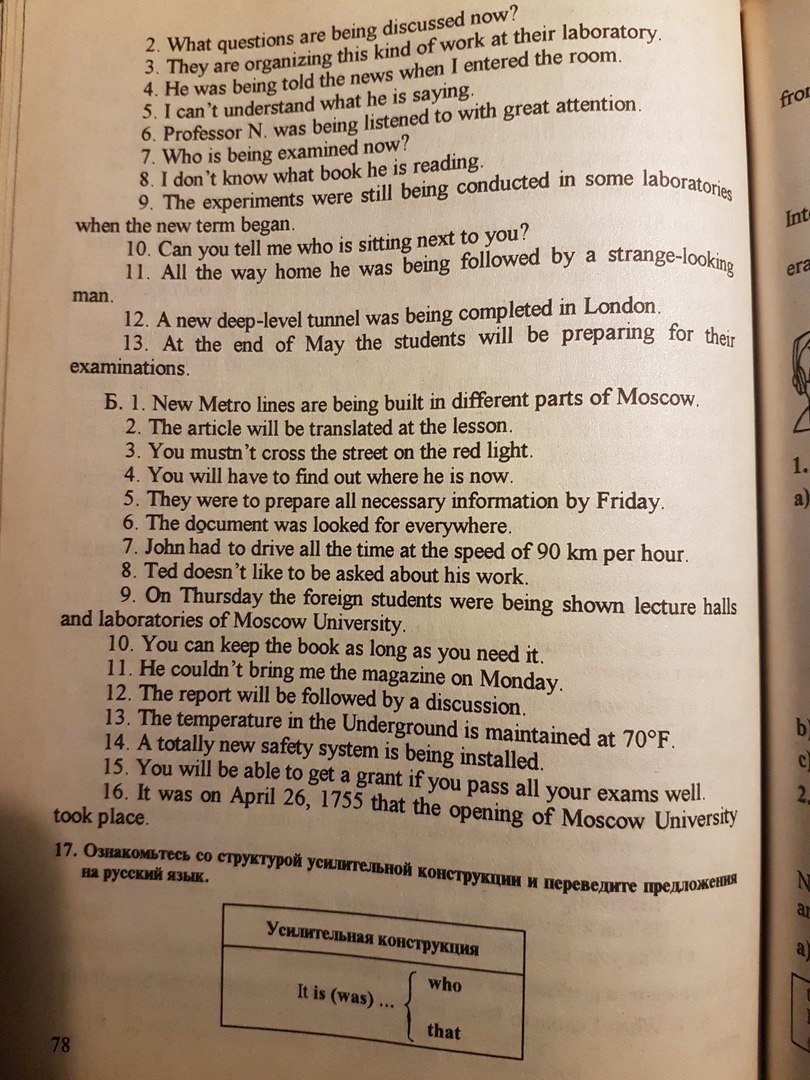 2. What questions are being discussed now?
3. They are organizing this kind of work at their laboratory.
4. He was being told the news when I entered the room.
5. I can't understand what he is saying.
6. Professor N. was being listened to with great attention.
7. Who is being examined now?
8. I don't know what book he is reading.
9. The experiments were still being conducted in some laboratories
when the new term began.
10. Can you tell me who is sitting next to you?
11. All the way home he was being followed by a strange-looking
man.
12. A new deep-level tunnel was being completed in London.
13. At the end of May the students will be preparing for their
examinations.
Б. 1. New Metro lines are being built in different parts of Moscow.
2. The article will be translated at the lesson.
3. You mustn't cross the street on the red light.
4. You will have to find out where he is now.
5. They were to prepare all necessary information by Friday.
6. The document was looked for everywhere.
7. John had to drive all the time at the speed of 90 km per hour.
8. Ted doesn't like to be asked about his work.
9. On Thursday the foreign students were being shown lecture halls
and laboratories of Moscow University.
10. You can keep the book as long as you need it.
11. He couldn't bring me the magazine on Monday.
12. The report will be followed by a discussion.
13. The temperature in the Underground is maintained at 70°F.
14. A totally new safety system is being installed.
15. You will be able to get a grant if you pass all your exams well.
16. It was on April 26, 1755 that the opening of Moscow University
took place.
17. Ознакомьтесь со структурой усилительной конструкции и переведите предложения
на русский язык.
Усилительная конструкция
It is (was) ...
who
that
78
1.
a)
b)
c)
2.
a)